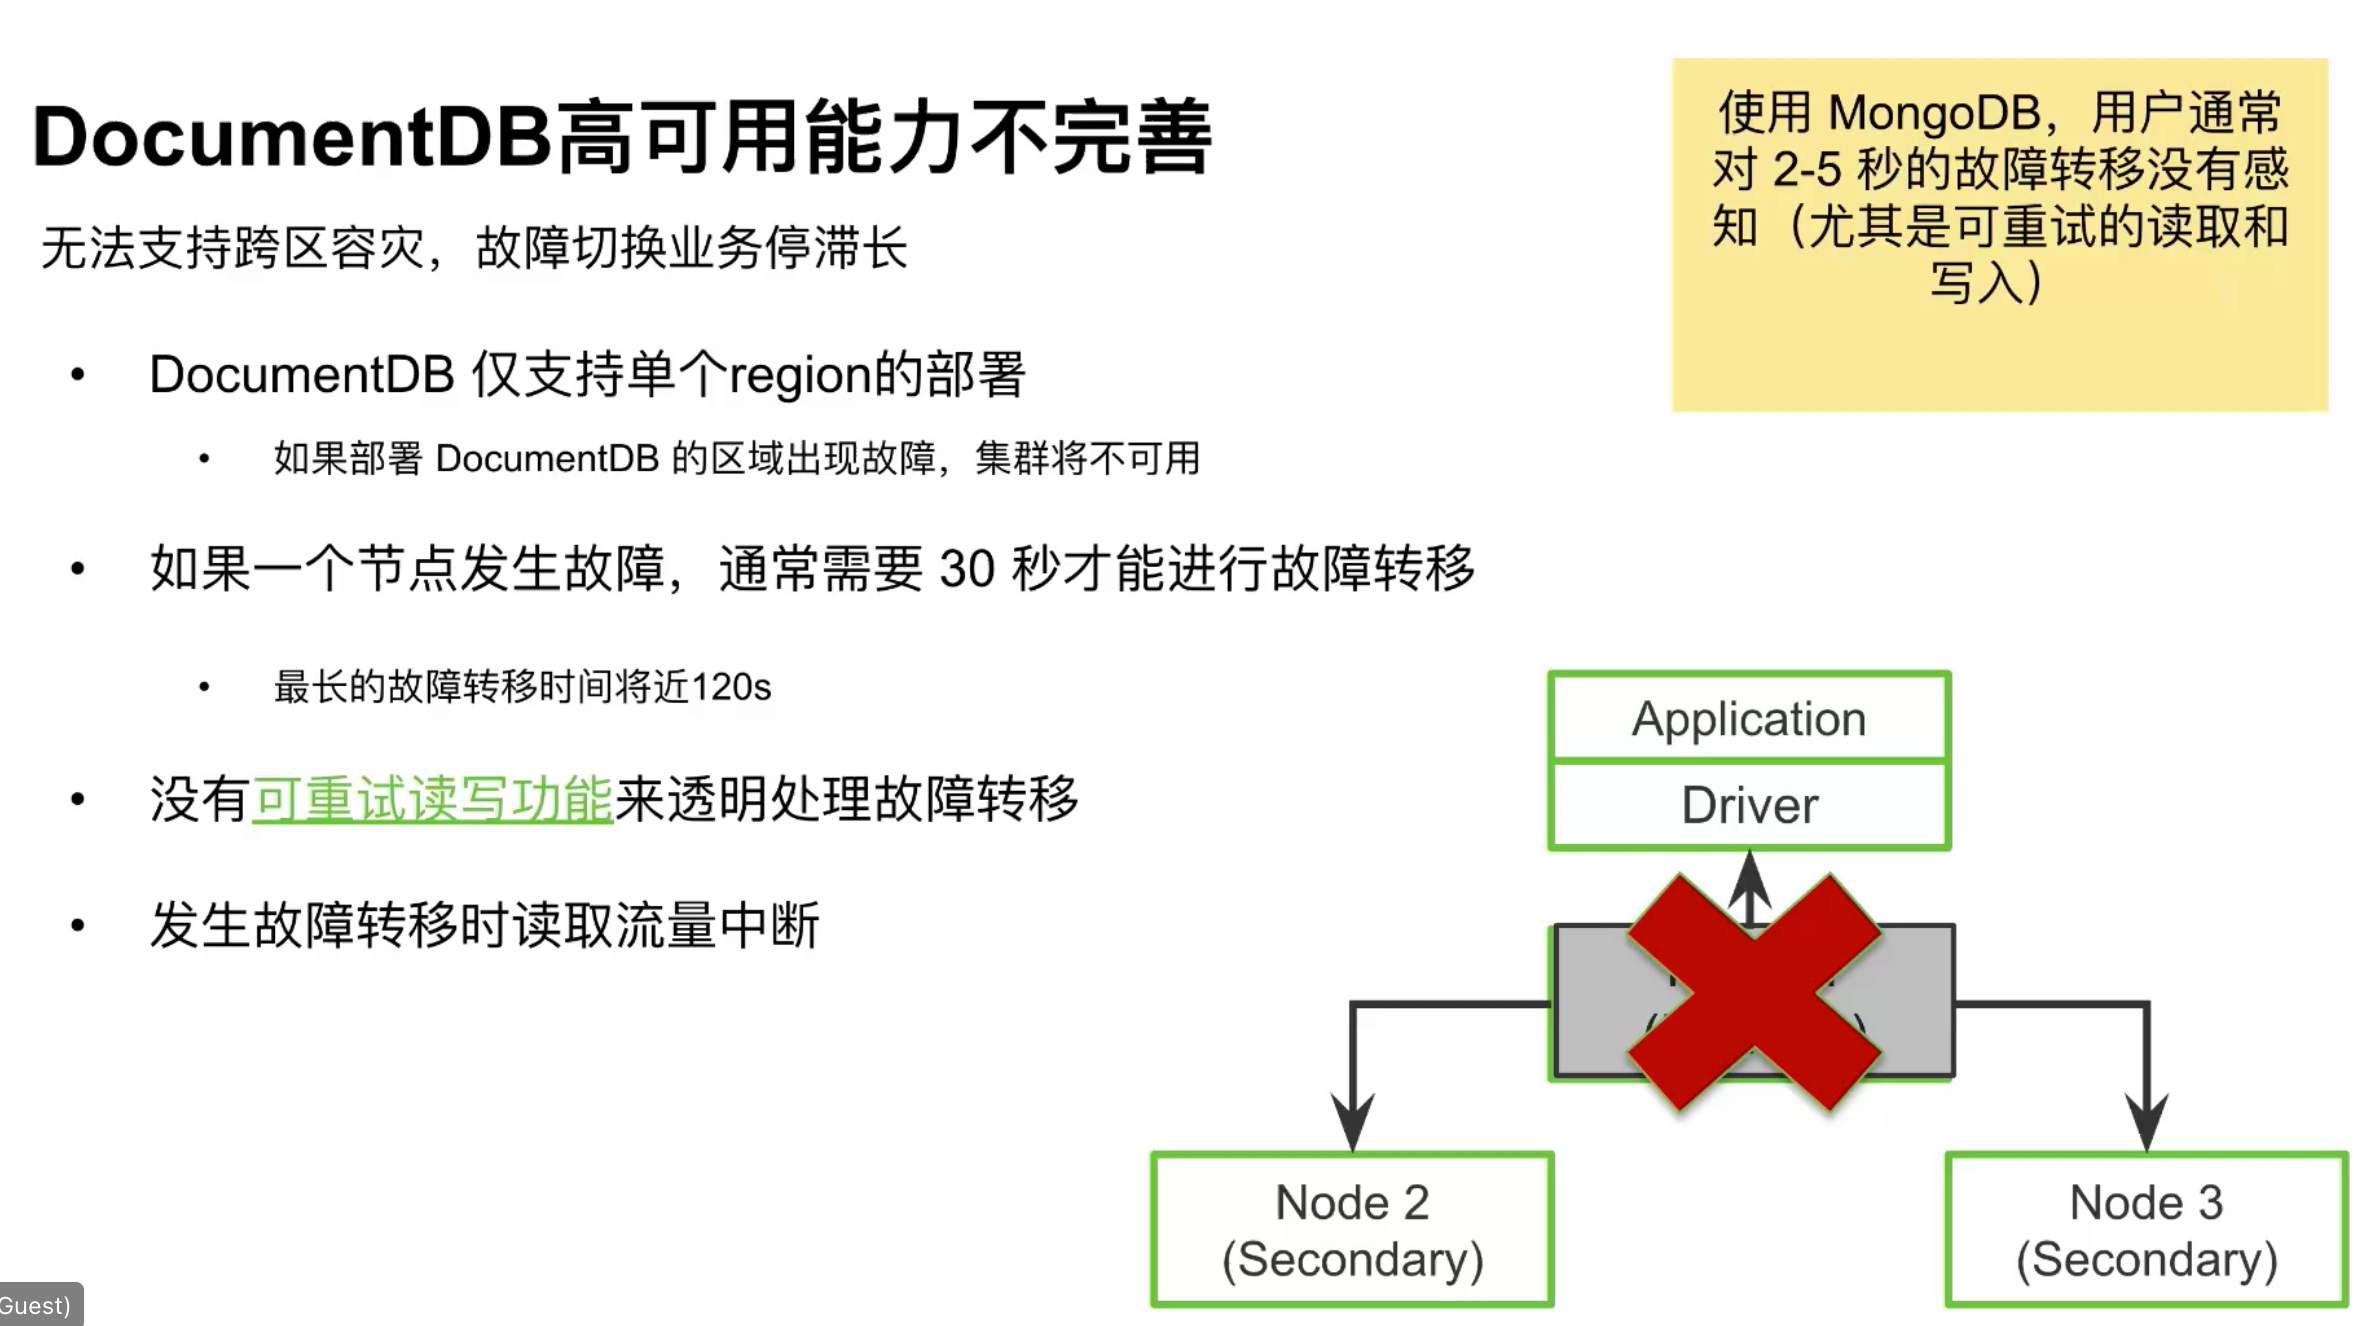 DocumentDB高可用能力不完善
无法支持跨区容灾，故障切换业务停滞长
使用 MongoDB，用户通常
对 2-5 秒的故障转移没有感
知（尤其是可重试的读取和
写入）
• DocumentDB 仅支持单个region的部署
• 如果部署 DocumentDB 的区域出现故障，集群将不可用
• 如果一个节点发生故障，通常需要 30 秒才能进行故障转移
• 最长的故障转移时间将近120s
• 没有可重试读写功能来透明处理故障转移
• 发生故障转移时读取流量中断
Application
Driver
Node 2
(Secondary)
Node 3
(Secondary)
Guest)